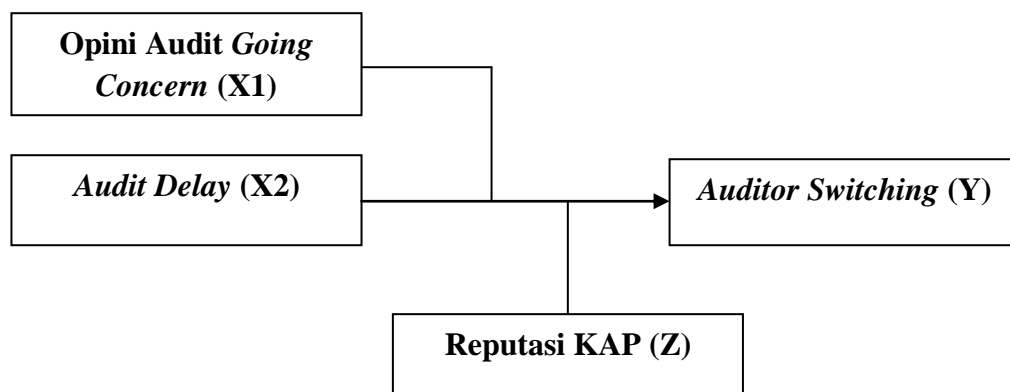 Opini Audit Going
Concern (X1)
Audit Delay (X2)
Auditor Switching (Y)
Reputasi KAP (Z)